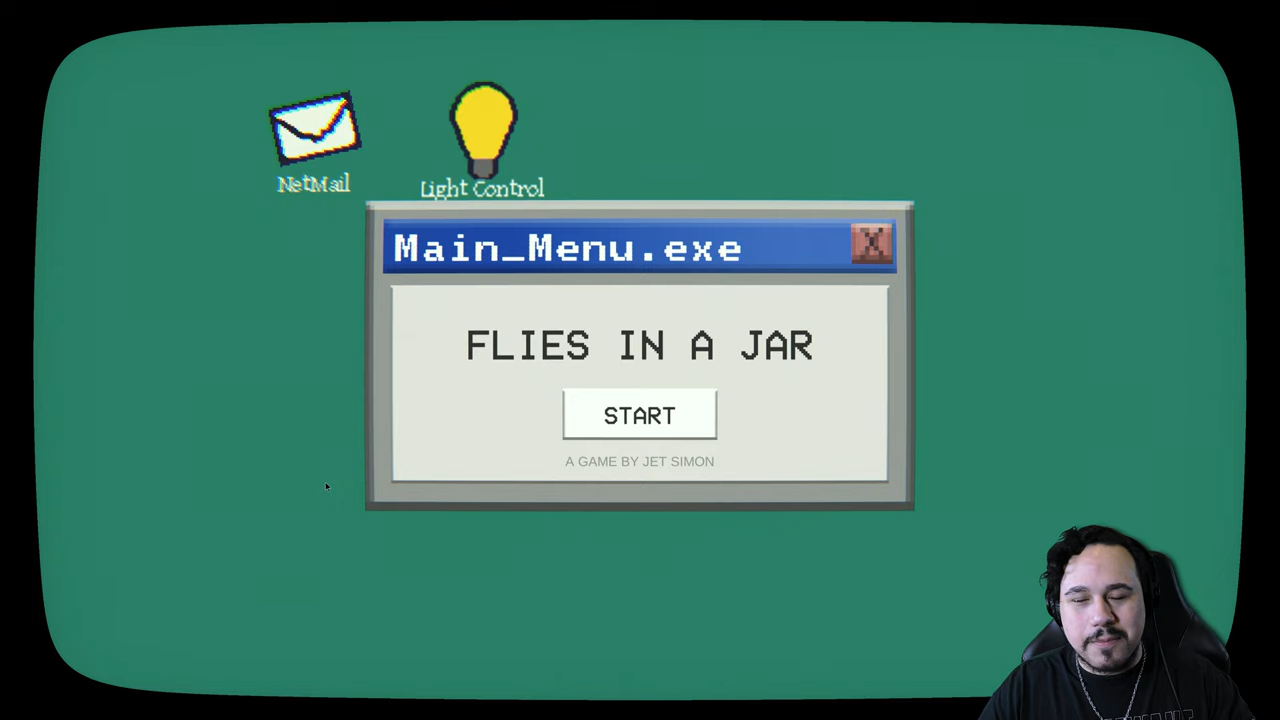 NetMail
Light Control
Main_Menu.exe
FLIES IN A JAR
START
A GAME BY JET SIMON